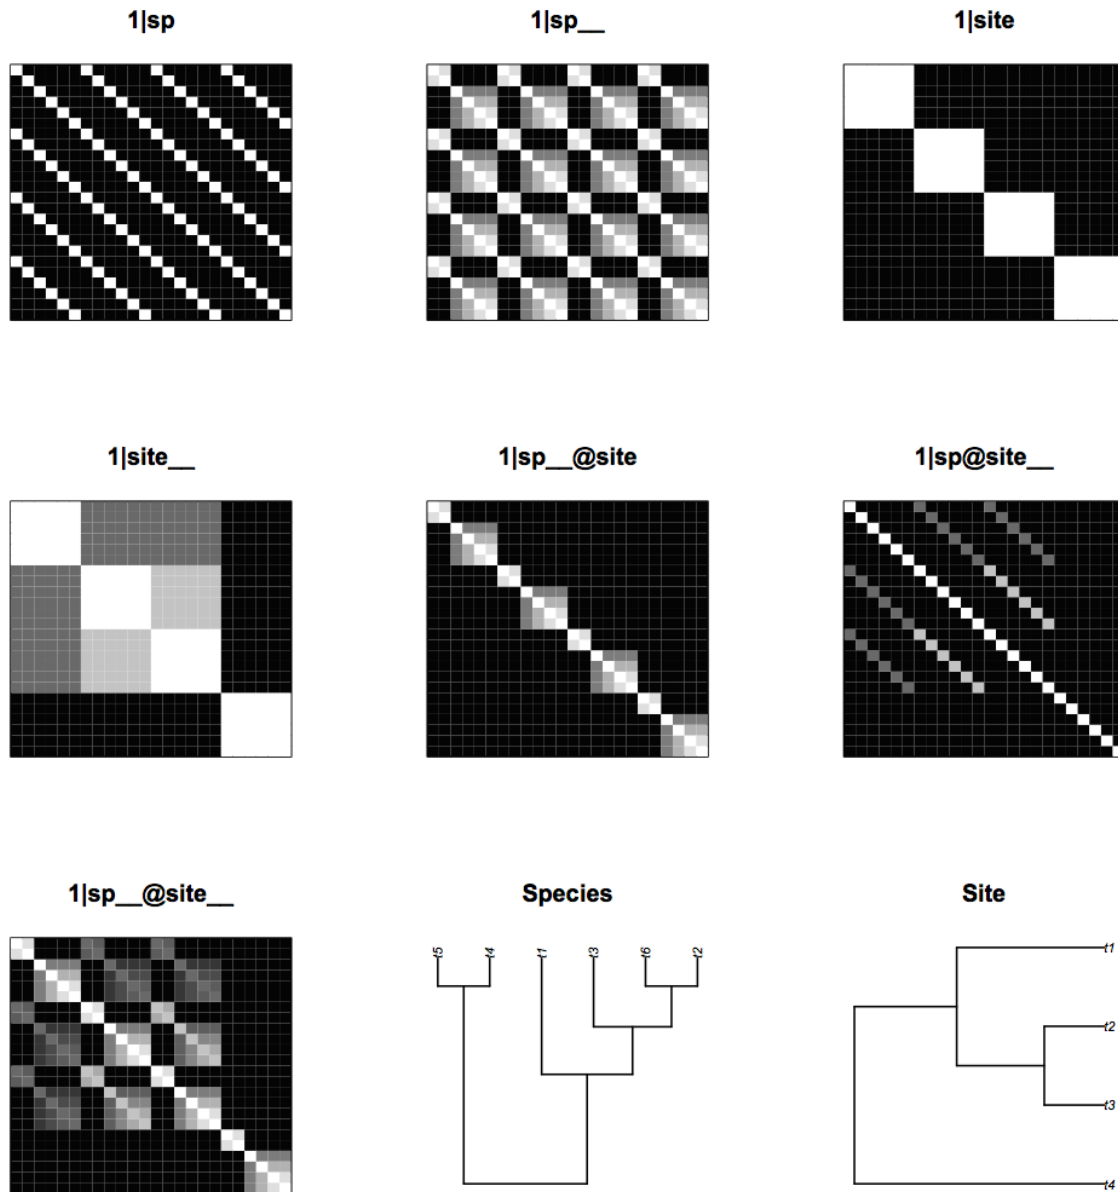 1|sp
1|sp__
1|site
1|site__
1|sp__@site
1|sp@site__
1|sp__@site__
Species
Site
t5
t4
t1
t3
t6
t2
t1
t2
t3
t4